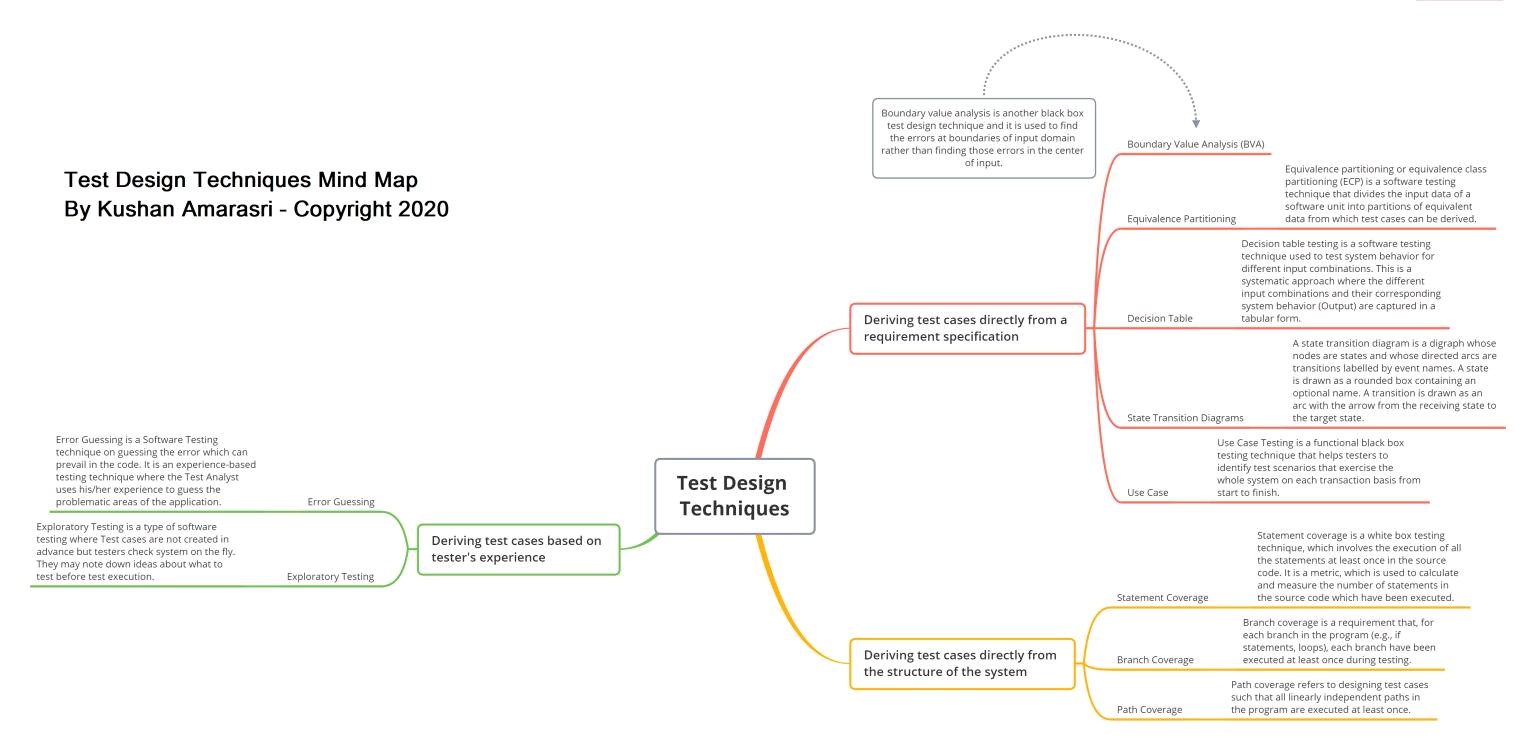 Test Design Techniques Mind Map
By Kushan Amarasri - Copyright 2020
Test Design
Techniques
Boundary value analysis is another black box
test design technique and it is used to find
the errors at boundaries of input domain
rather than finding those errors in the center
of input.
Deriving test cases directly from a
requirement specification
Boundary Value Analysis (BVA)
Equivalence Partitioning
Equivalence partitioning or equivalence class
partitioning (ECP) is a software testing
technique that divides the input data of a
software unit into partitions of equivalent
data from which test cases can be derived.
Decision Table
Decision table testing is a software testing
technique used to test system behavior for
different input combinations. This is a
systematic approach where the different
input combinations and their corresponding
system behavior (Output) are captured in a
tabular form.
State Transition Diagrams
A state transition diagram is a digraph whose
nodes are states and whose directed arcs are
transitions labelled by event names. A state
is drawn as a rounded box containing an
optional name. A transition is drawn as an
arc with the arrow from the receiving state to
the target state.
Use Case
Use Case Testing is a functional black box
testing technique that helps testers to
identify test scenarios that exercise the
whole system on each transaction basis from
start to finish.
Deriving test cases directly from
the structure of the system
Statement Coverage
Statement coverage is a white box testing
technique, which involves the execution of all
the statements at least once in the source
code. It is a metric, which is used to calculate
and measure the number of statements in
the source code which have been executed.
Branch Coverage
Branch coverage is a requirement that, for
each branch in the program (e.g., if
statements, loops), each branch have been
executed at least once during testing.
Path Coverage
Path coverage refers to designing test cases
such that all linearly independent paths in
the program are executed at least once.
Deriving test cases based on
tester's experience
Error Guessing
Error Guessing is a Software Testing
technique on guessing the error which can
prevail in the code. It is an experience-based
testing technique where the Test Analyst
uses his/her experience to guess the
problematic areas of the application.
Exploratory Testing
Exploratory Testing is a type of software
testing where Test cases are not created in
advance but testers check system on the fly.
They may note down ideas about what to
test before test execution.